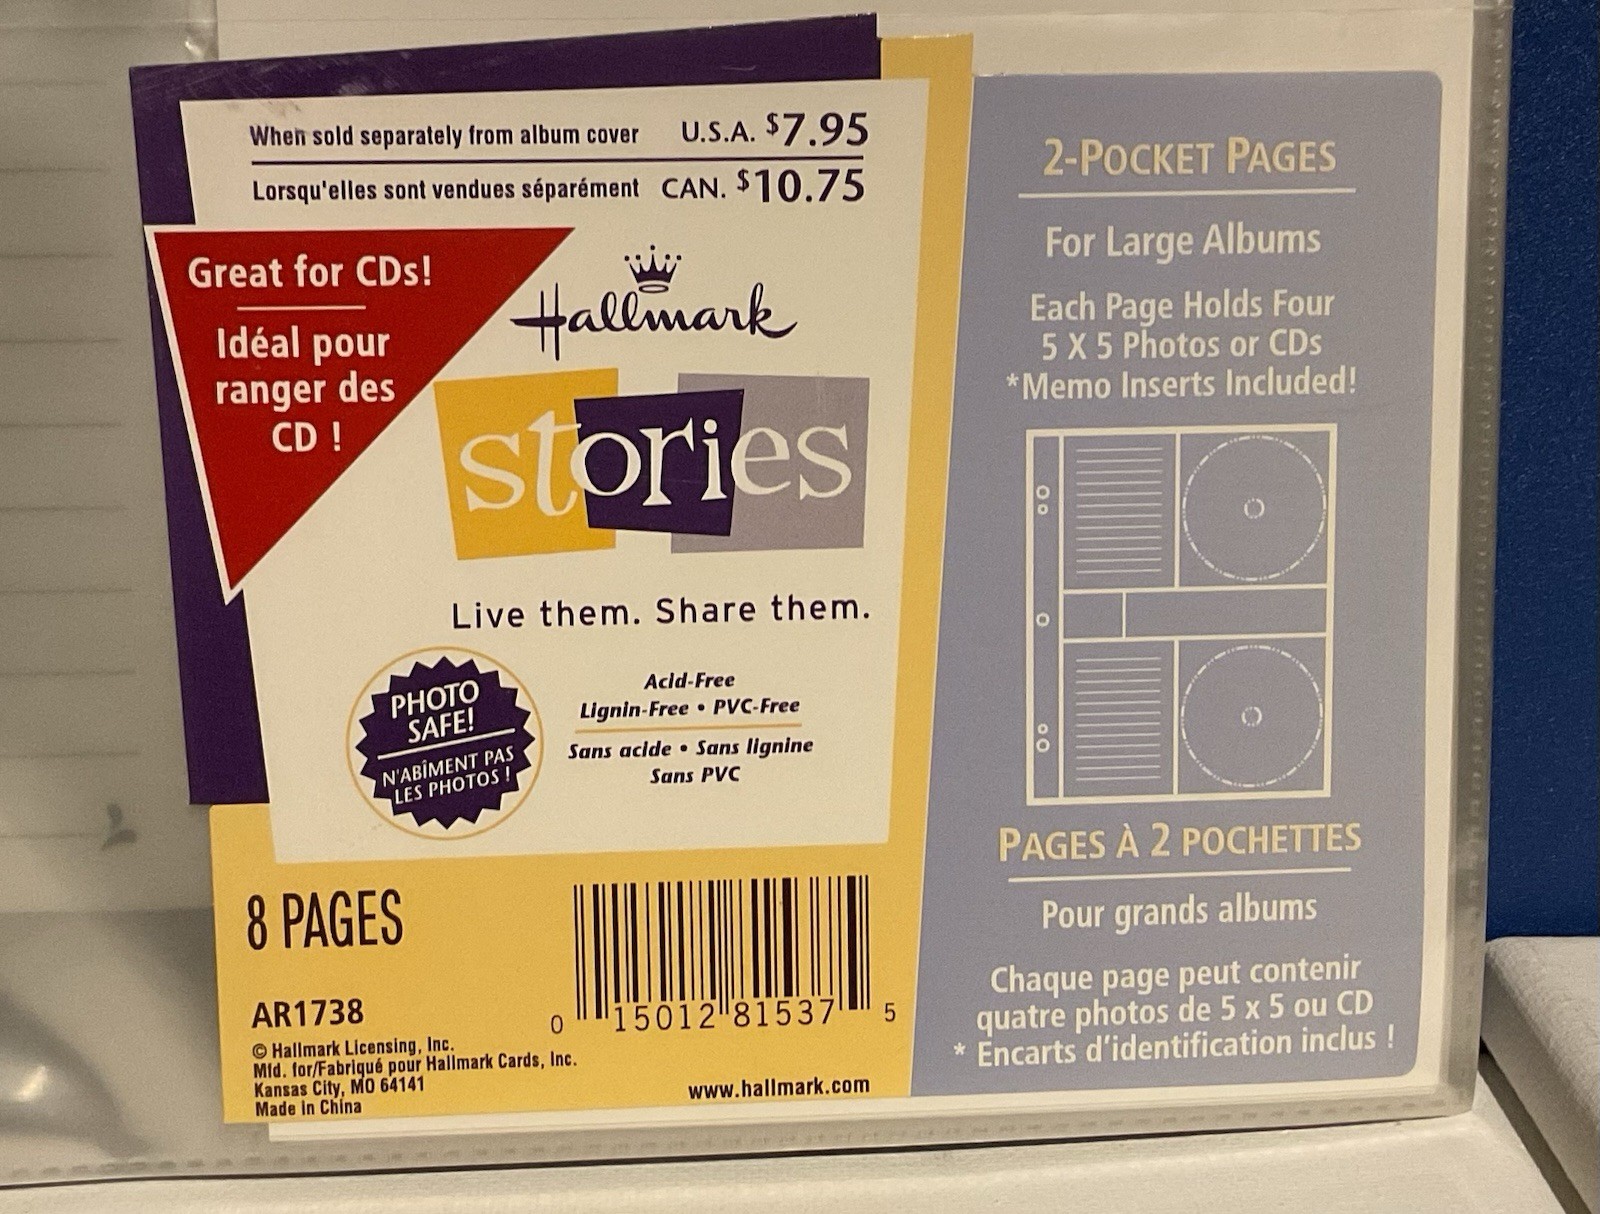 When sold separately from album cover U.S.A. $7.95
Lorsqu'elles sont vendues séparément CAN. $10.75
Great for CDs!
Idéal pour
ranger des
CD !
Hallmark
stories
Live them. Share them.
PHOTO
SAFE!
N'ABÎMENT PAS
LES PHOTOS !
Acid-Free
Lignin-Free • PVC-Free
Sans acide • Sans lignine
Sans PVC
8 PAGES
AR1738
© Hallmark Licensing, Inc.
Mfd. for/Fabriqué pour Hallmark Cards, Inc.
Kansas City, MO 64141
Made in China
0 15012 81537 5
www.hallmark.com
2-POCKET PAGES
For Large Albums
Each Page Holds Four
5 X 5 Photos or CDs
*Memo Inserts Included!
PAGES À 2 POCHETTES
Pour grands albums
Chaque page peut contenir
quatre photos de 5 x 5 ou CD
* Encarts d'identification inclus !